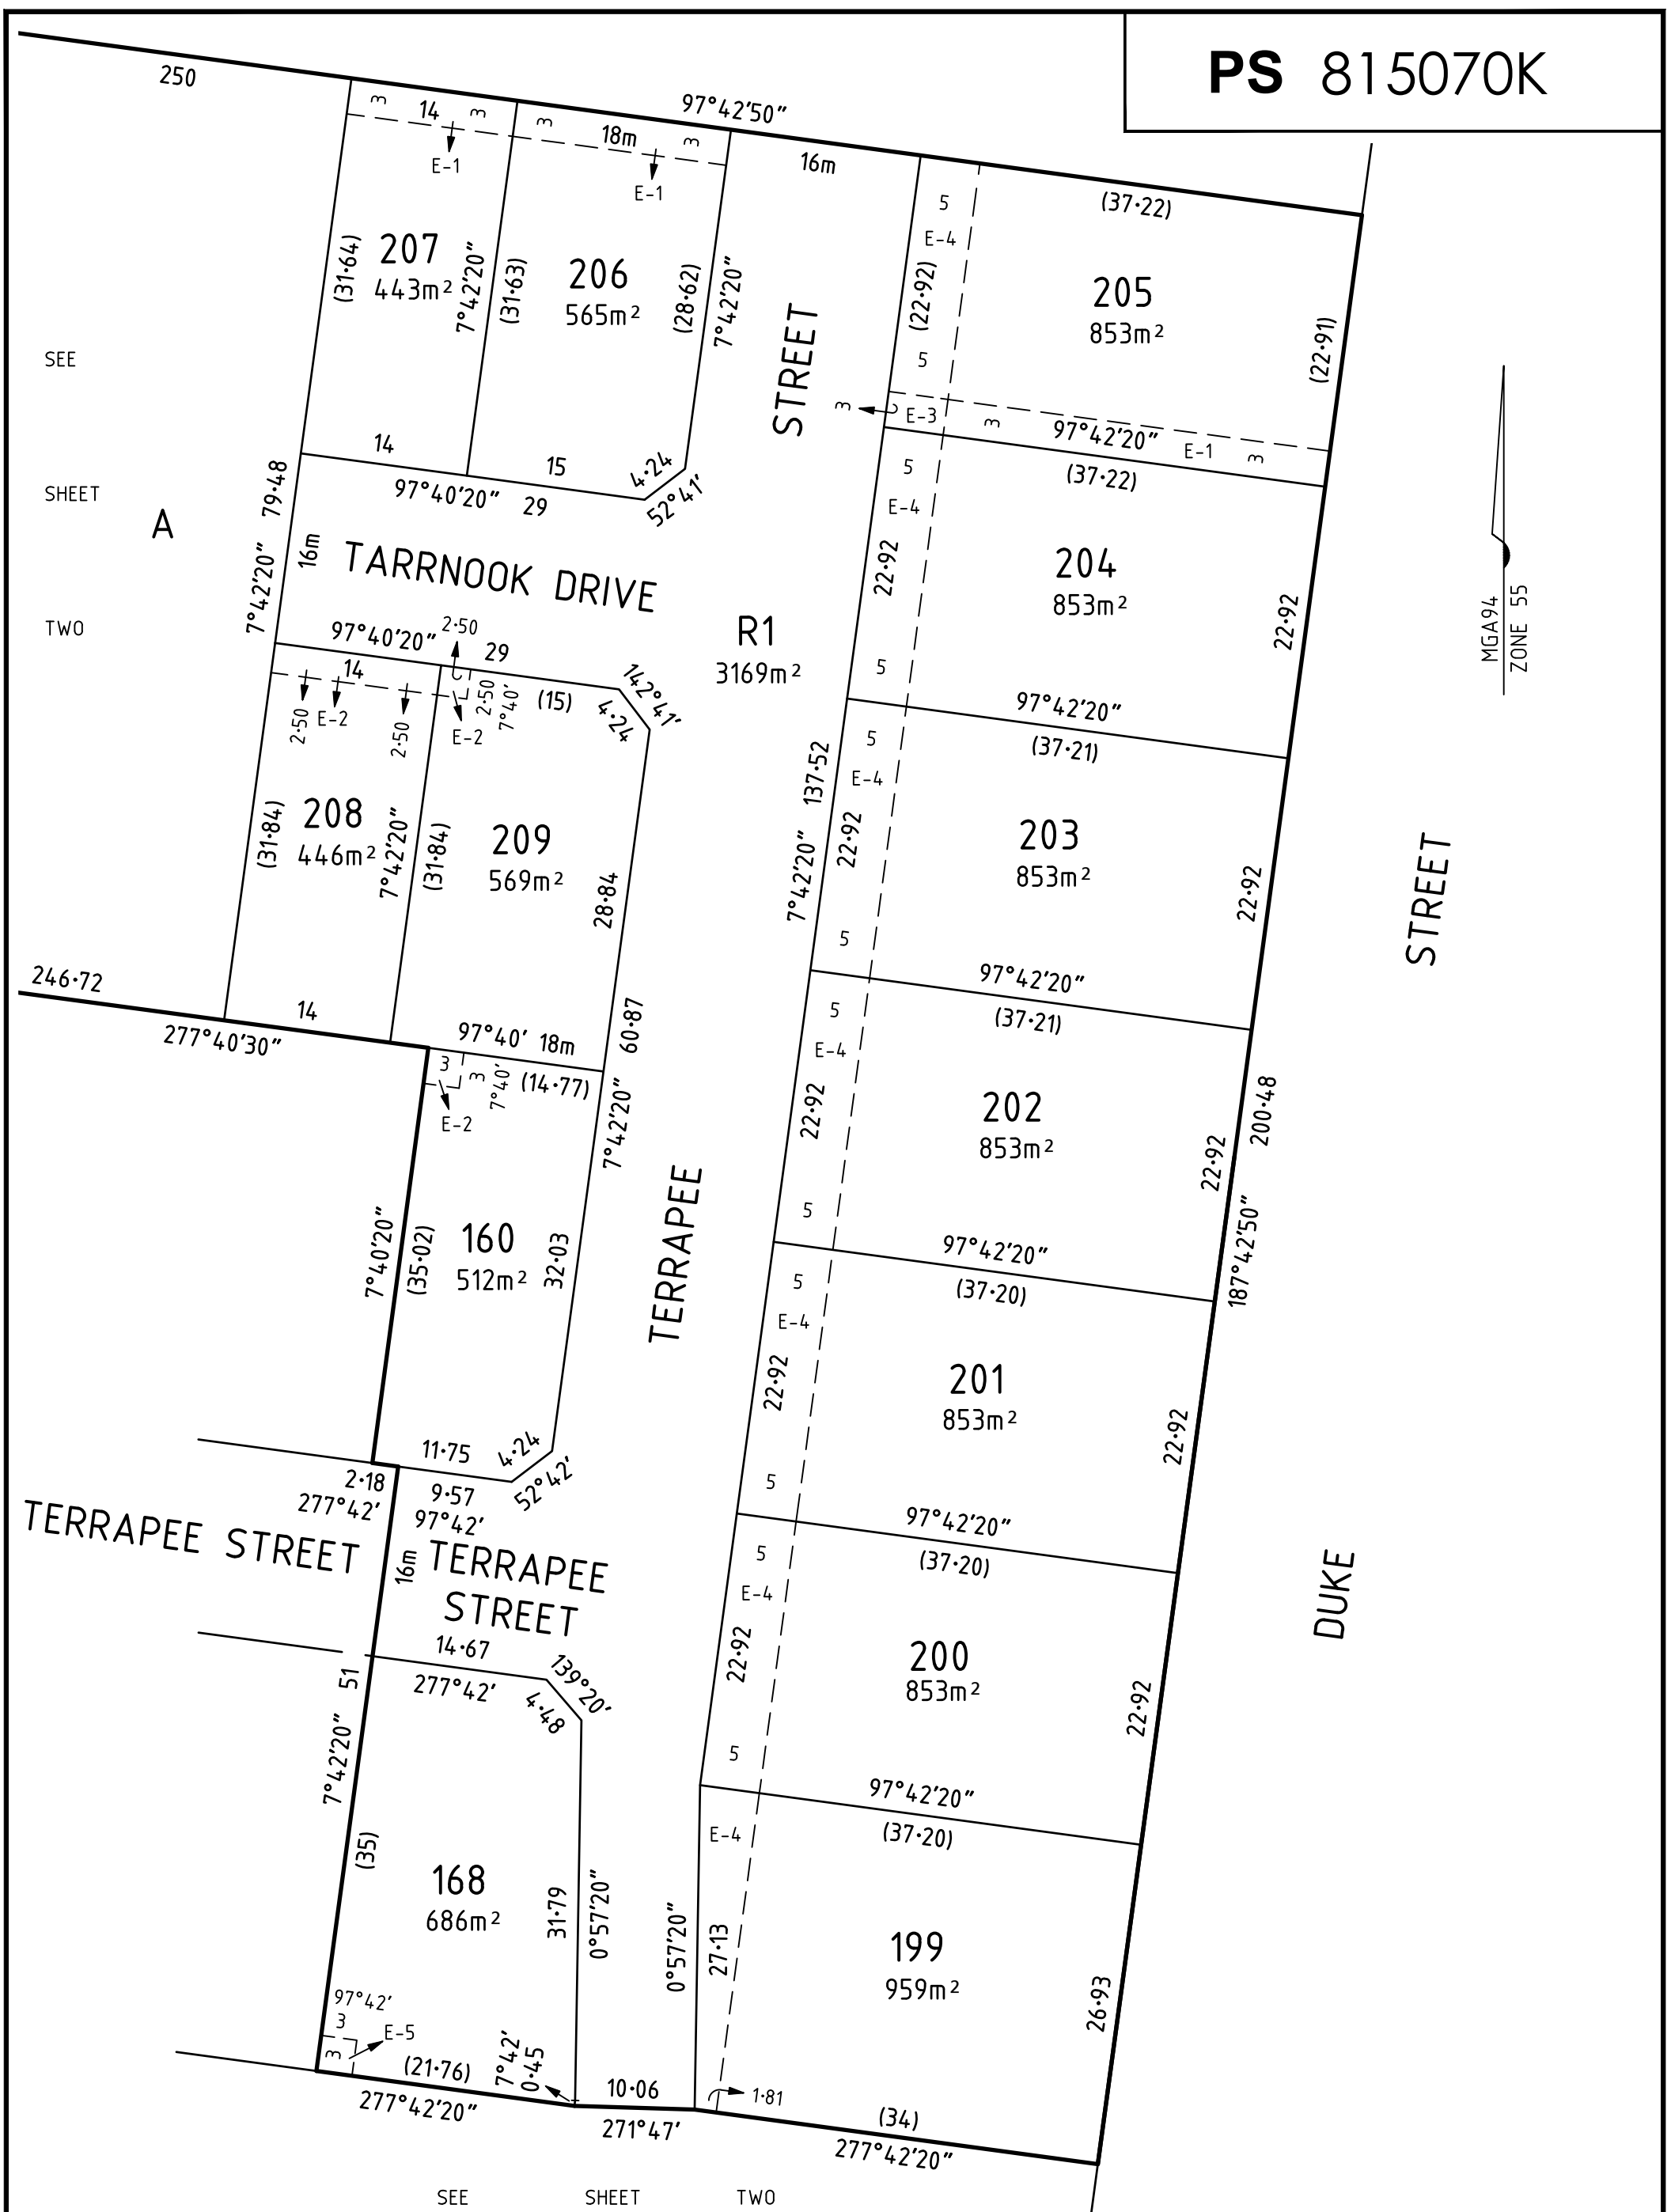 PS 815070K
250
97°42'50"
14
3
3
3
18m
3
16m
E-1
E-1
(37·22)
5
E-4
207
443m²
(31·64)
7°42'20"
(31·63)
206
565m²
(28·62)
7°42'20"
(22·92)
5
205
853m²
(22·91)
STREET
SEE
SHEET
TWO
A
3
E-3
3
97°42'20"
E-1
3
(37·22)
14
15
4·24
52°41'
97°40'20"
29
79·48
7°42'20"
16m
TARRNOOK DRIVE
R1
3169m²
5
E-4
22·92
5
204
853m²
22·92
MGA94
ZONE 55
97°40'20"
2·50
29
14
2·50
7°40'
(15)
142°41'
4·24
2·50
E-2
2·50
E-2
97°42'20"
(37·21)
5
E-4
137·52
7°42'20"
22·92
5
203
853m²
22·92
STREET
(31·84)
208
446m²
7°42'20"
(31·84)
209
569m²
28·84
246·72
277°40'30"
14
97°40' 18m
60·87
7°42'20"
3
3
7°40'
(14·77)
E-2
97°42'20"
(37·21)
5
E-4
22·92
5
202
853m²
22·92
200·48
187°42'50"
7°40'20"
(35·02)
160
512m²
32·03
TERRAPEE
97°42'20"
(37·20)
5
E-4
22·92
5
201
853m²
22·92
11·75
4·24
52°42'
2·18
277°42'
9·57
97°42'
TERRAPEE STREET
16m
TERRAPEE
STREET
97°42'20"
(37·20)
5
E-4
22·92
5
200
853m²
22·92
DUKE
14·67
277°42'
139°20'
4·48
51
7°42'20"
(35)
168
686m²
31·79
0°57'20"
97°42'20"
(37·20)
E-4
0°57'20"
27·13
199
959m²
26·93
97°42'
3
3
E-5
(21·76)
277°42'20"
7°42'
0·45
10·06
271°47'
1·81
(34)
277°42'20"
SEE SHEET TWO